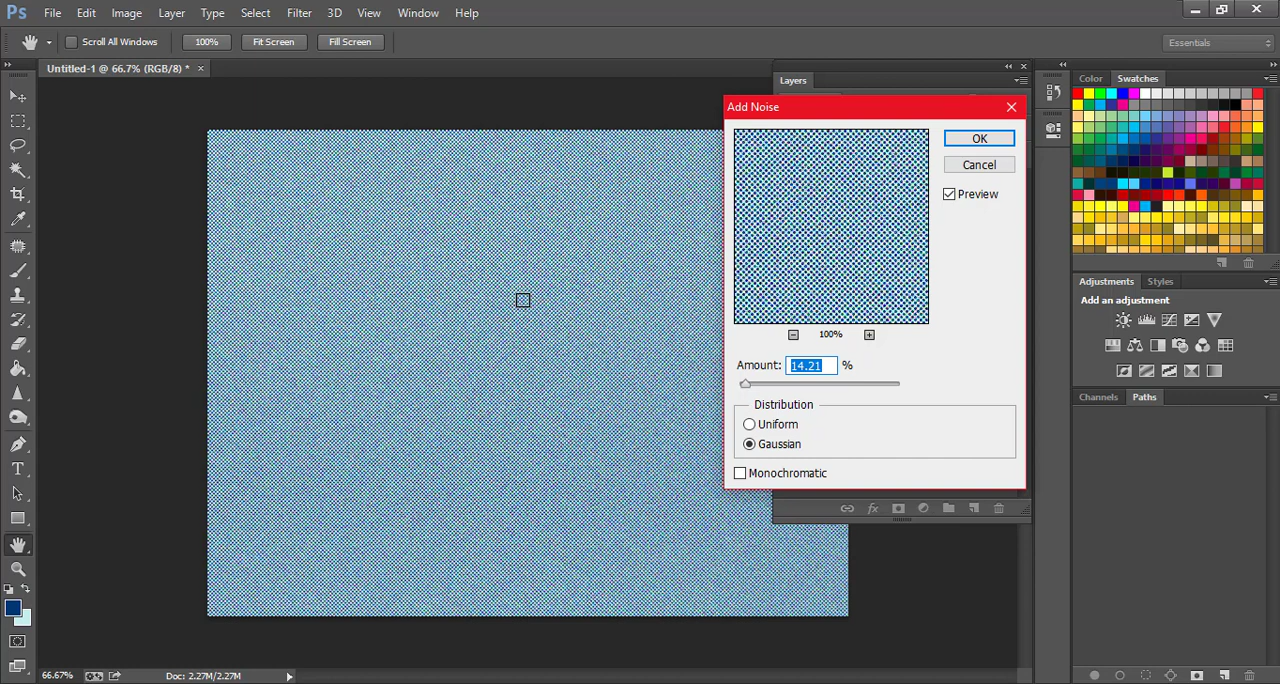 Ps File Edit Image Layer Type Select Filter 3D View Window Help
Scroll All Windows 100% Fit Screen Fill Screen Essentials
Untitled-1 @ 66.7% (RGB/8) * ×
Layers
Color Swatches
Add Noise
OK
Cancel
Preview
100%
Amount: 14.21 %
Distribution
Uniform
Gaussian
Monochromatic
fx
Adjustments Styles
Add an adjustment
Channels Paths
T
66.67% Doc: 2.27M/2.27M